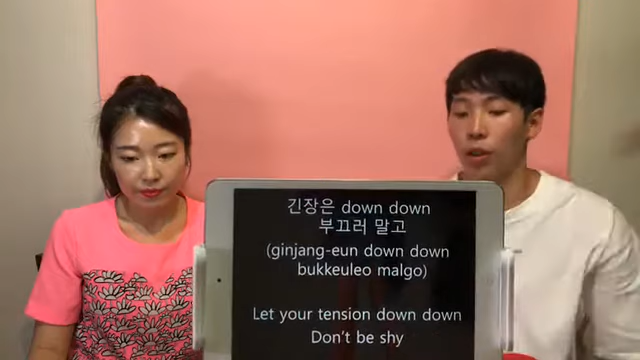 긴장은 down down
부끄러 말고
(ginjang-eun down down
bukkeuleo malgo)
Let your tension down down
Don't be shy